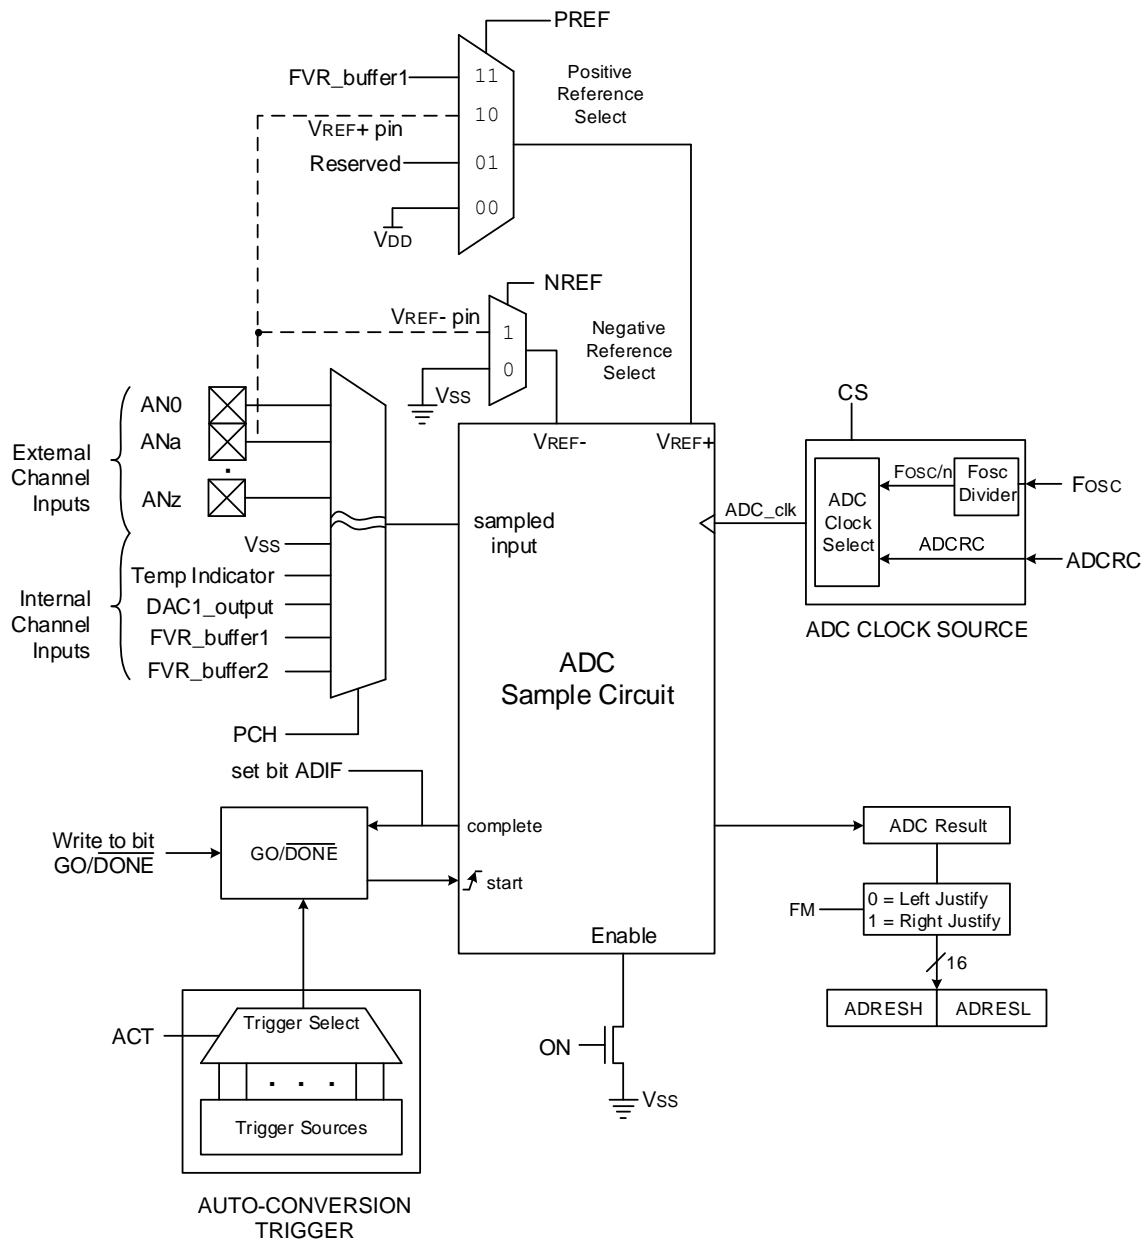 PREF
FVR_buffer1
11
Positive
Reference
Select
10
VREF+ pin
Reserved
01
00
VDD
NREF
VREF- pin
1
Negative
Reference
Select
0
VSS
External
Channel
Inputs
AN0
ANa
.
ANz
VREF-
VREF+
CS
ADC
Clock
Select
FOSC/n
Fosc
Divider
FOSC
ADCRC
ADCRC
ADC CLOCK SOURCE
ADC_clk
sampled
input
Internal
Channel
Inputs
VSS
Temp Indicator
DAC1_output
FVR_buffer1
FVR_buffer2
ADC
Sample Circuit
PCH
set bit ADIF
Write to bit
GO/DONE
GO/DONE
complete
start
Enable
ADC Result
FM
0 = Left Justify
1 = Right Justify
16
ADRESH
ADRESL
ON
VSS
ACT
Trigger Select
. . .
Trigger Sources
AUTO-CONVERSION
TRIGGER